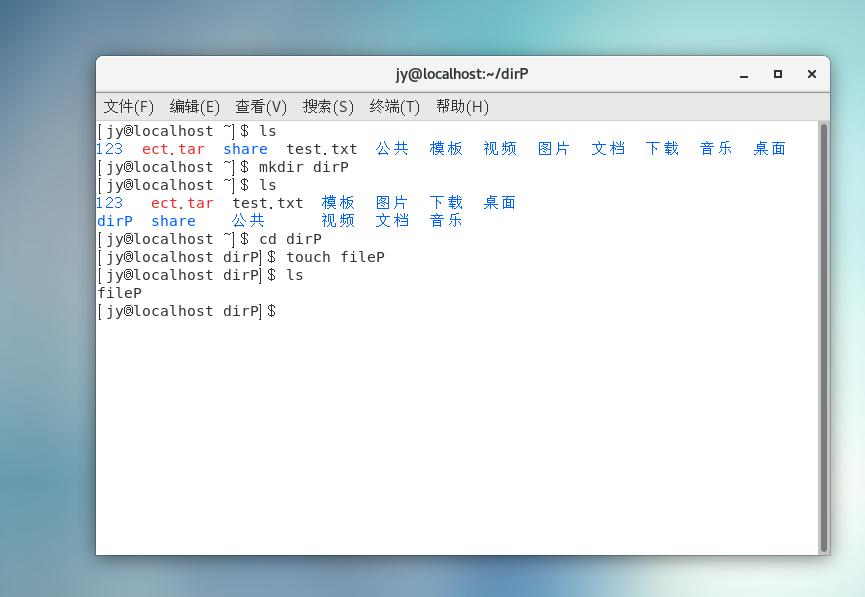 jy@localhost:~/dirP
文件(F) 编辑(E) 查看(V) 搜索(S) 终端(T) 帮助(H)
[jy@localhost ~]$ ls
123 ect.tar share test.txt 公共 模板 视频 图片 文档 下载 音乐 桌面
[jy@localhost ~]$ mkdir dirP
[jy@localhost ~]$ ls
123 ect.tar test.txt 模板 图片 下载 桌面
dirP share 公共 视频 文档 音乐
[jy@localhost ~]$ cd dirP
[jy@localhost dirP]$ touch fileP
[jy@localhost dirP]$ ls
fileP
[jy@localhost dirP]$